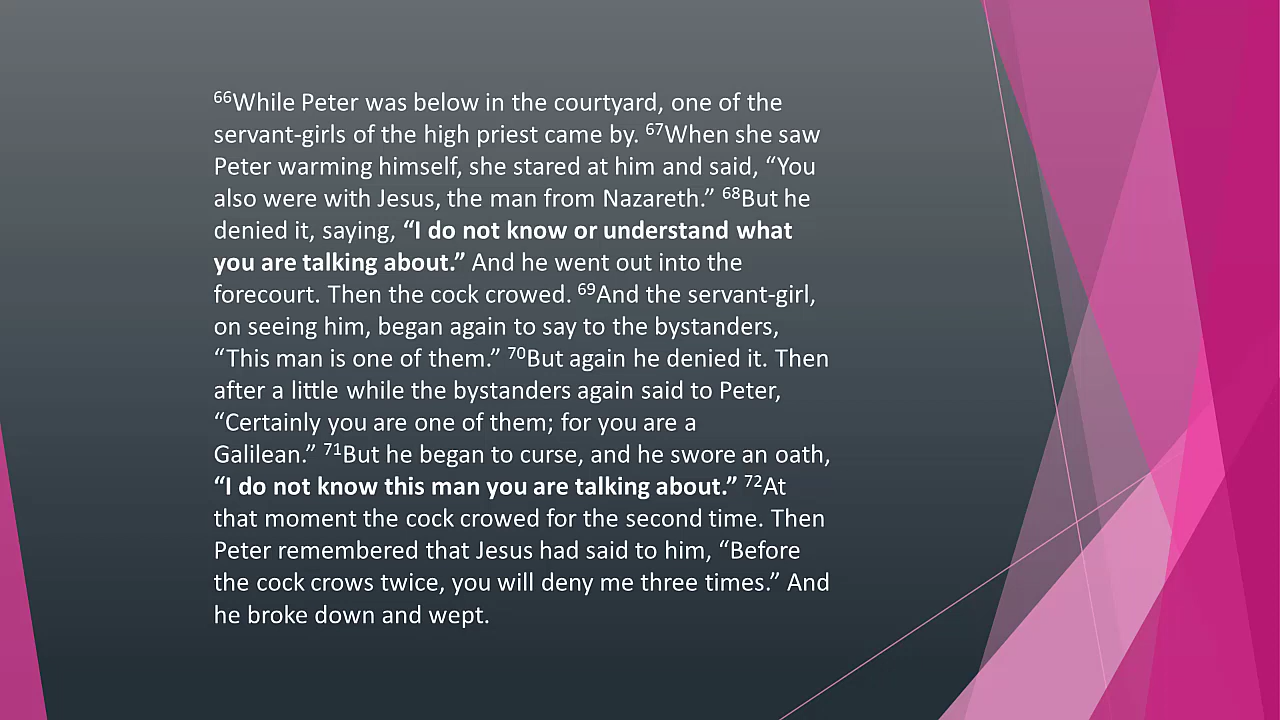 ⁶⁶While Peter was below in the courtyard, one of the
servant-girls of the high priest came by. ⁶⁷When she saw
Peter warming himself, she stared at him and said, “You
also were with Jesus, the man from Nazareth.” ⁶⁸But he
denied it, saying, “I do not know or understand what
you are talking about.” And he went out into the
forecourt. Then the cock crowed. ⁶⁹And the servant-girl,
on seeing him, began again to say to the bystanders,
“This man is one of them.” ⁷⁰But again he denied it. Then
after a little while the bystanders again said to Peter,
“Certainly you are one of them; for you are a
Galilean.” ⁷¹But he began to curse, and he swore an oath,
“I do not know this man you are talking about.” ⁷²At
that moment the cock crowed for the second time. Then
Peter remembered that Jesus had said to him, “Before
the cock crows twice, you will deny me three times.” And
he broke down and wept.